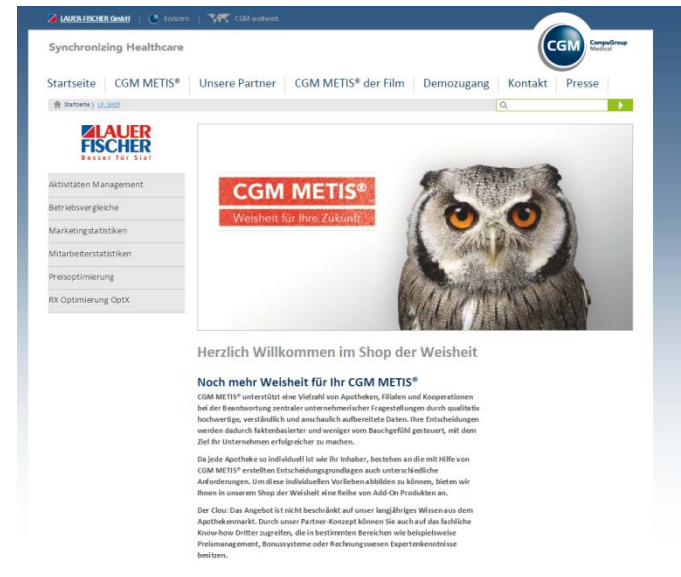 LAUER-FISCHER GmbH | Konzern | CGM weltweit
Synchronizing Healthcare
CGM CompuGroup
Medical
Startseite CGM METIS® Unsere Partner CGM METIS® der Film Demozugang Kontakt Presse
Startseite ) LF_SHOP
LAUER
FISCHER
Besser für Sie!
Aktivitäten Management
Betriebsvergleiche
Marketingstatistiken
Mitarbeiterstatistiken
Preisoptimierung
RX Optimierung OptX
CGM METIS®
Weisheit für Ihre Zukunft.
Herzlich Willkommen im Shop der Weisheit
Noch mehr Weisheit für Ihr CGM METIS®
CGM METIS® unterstützt eine Vielzahl von Apotheken, Filialen und Kooperationen
bei der Beantwortung zentraler unternehmerischer Fragestellungen durch qualitativ
hochwertige, verständlich und anschaulich aufbereitete Daten. Ihre Entscheidungen
werden dadurch faktenbasierter und weniger vom Bauchgefühl gesteuert, mit dem
Ziel Ihr Unternehmen erfolgreicher zu machen.
Da jede Apotheke so individuell ist wie ihr Inhaber, bestehen an die mit Hilfe von
CGM METIS® erstellten Entscheidungsgrundlagen auch unterschiedliche
Anforderungen. Um diese individuellen Vorlieben abbilden zu können, bieten wir
Ihnen in unserem Shop der Weisheit eine Reihe von Add-On Produkten an.
Der Clou: Das Angebot ist nicht beschränkt auf unser langjähriges Wissen aus dem
Apothekenmarkt. Durch unser Partner-Konzept können Sie auch auf das fachliche
Know-how Dritter zugreifen, die in bestimmten Bereichen wie beispielsweise
Preismanagement, Bonussysteme oder Rechnungswesen Expertenkenntnisse
besitzen.